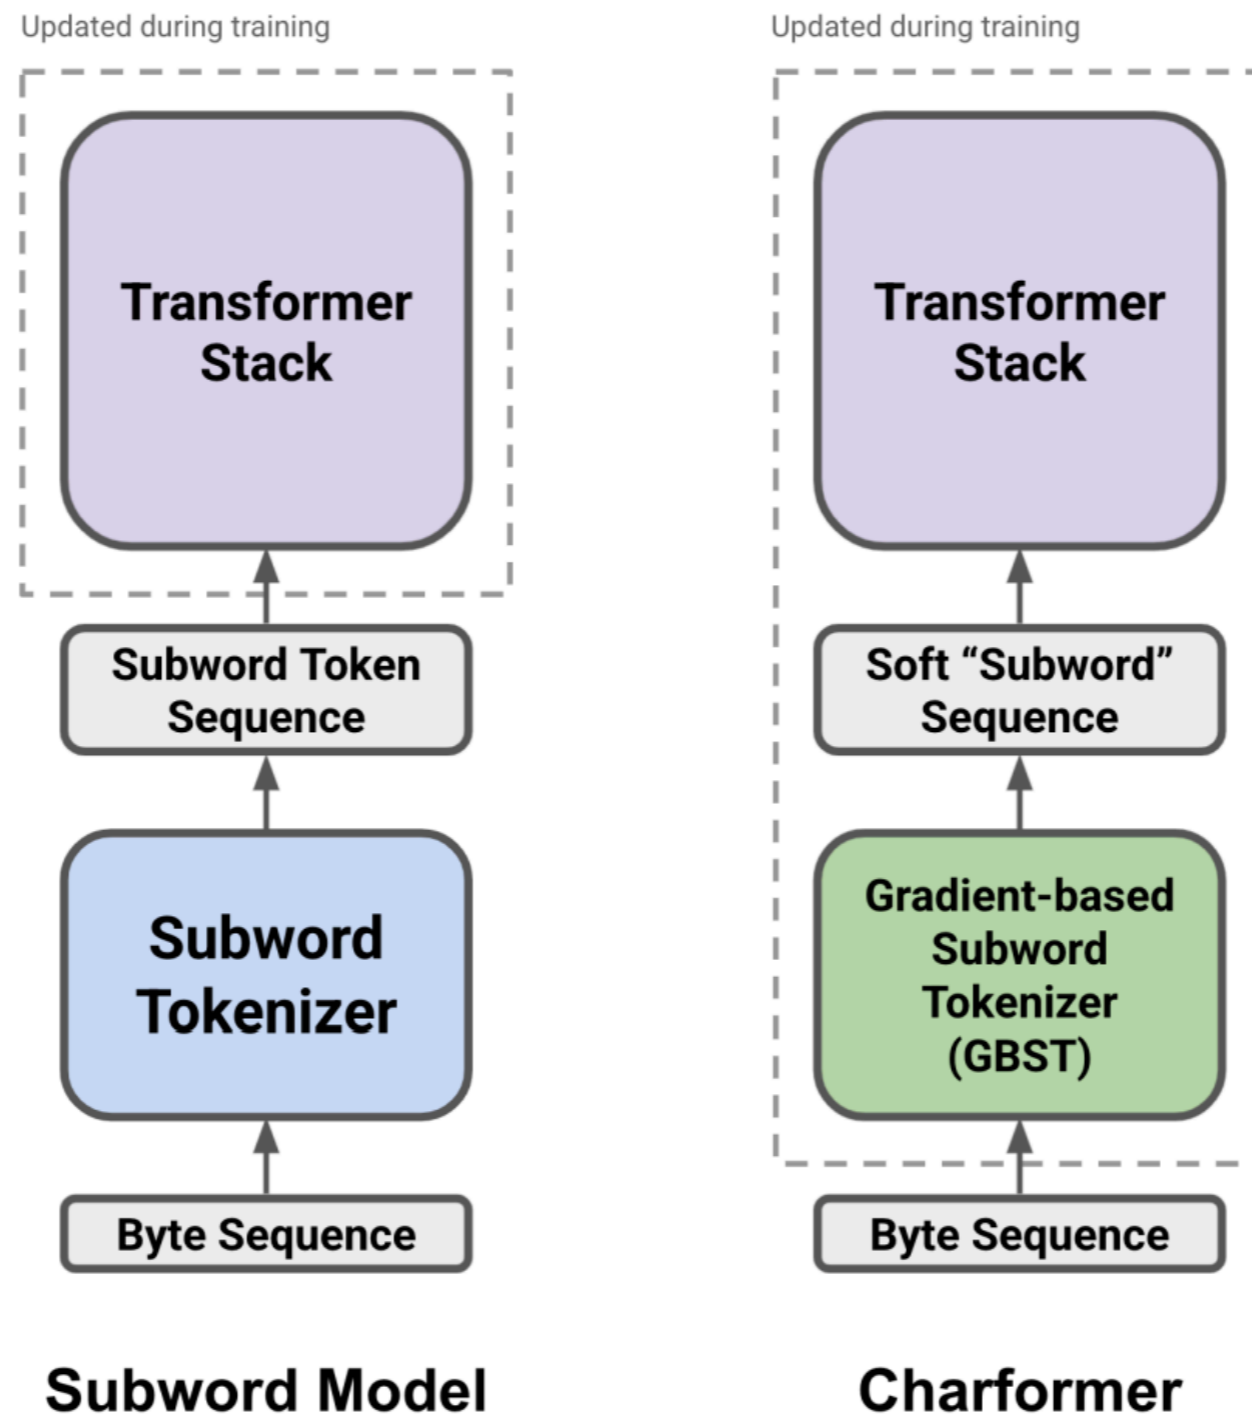 Updated during training
Transformer
Stack
Subword Token
Sequence
Subword
Tokenizer
Byte Sequence
Subword Model
Updated during training
Transformer
Stack
Soft “Subword”
Sequence
Gradient-based
Subword
Tokenizer
(GBST)
Byte Sequence
Charformer